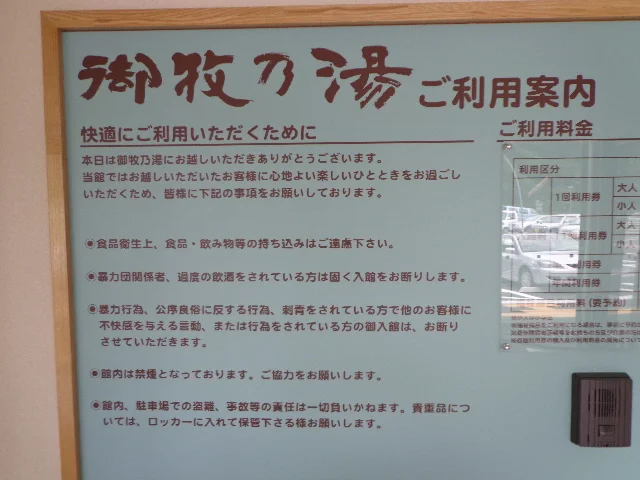 御牧乃湯 ご利用案内
快適にご利用いただくために
本日は御牧乃湯にお越しいただきありがとうございます。
当館ではお越しいただいたお客様に心地よい楽しいひとときをお過ごし
いただくため、皆様に下記の事項をお願いしております。
◉食品衛生上、食品・飲み物等の持ち込みはご遠慮下さい。
◉暴力団関係者、過度の飲酒をされている方は固く入館をお断りします。
◉暴力行為、公序良俗に反する行為、刺青をされている方で他のお客様に
不快感を与える言動、または行為をされている方の御入館は、お断り
させていただきます。
◉館内は禁煙となっております。ご協力をお願いします。
◉館内、駐車場での盗難、事故等の責任は一切負いかねます。貴重品につ
いては、ロッカーに入れて保管下さる様お願いします。
ご利用料金
利用区分
1回利用券
大人
小人
利用券
大人
小人
利用券
年間利用券
(要予約)